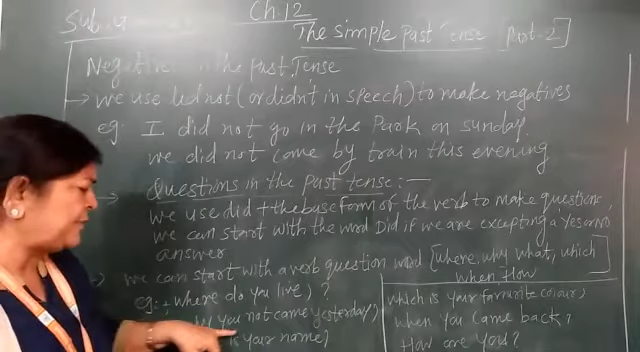 Ch.12
The Simple Past Tense [Part-2]
Negative in the Past Tense
→ we use did not (or didn't in speech) to make negatives
eg: I did not go in the Park on sunday.
we did not come by train this evening
→ Questions in the Past tense:—
we use did + the base form of the verb to make questions,
we can start with the word Did if we are excepting a yes or no
answer
→ we can start with a verb question word [where, why what, which
when How]
eg: → where do you live) ?
you not came yesterday)
is your name)
which is your favourite colour)
when you came back?
How are you?